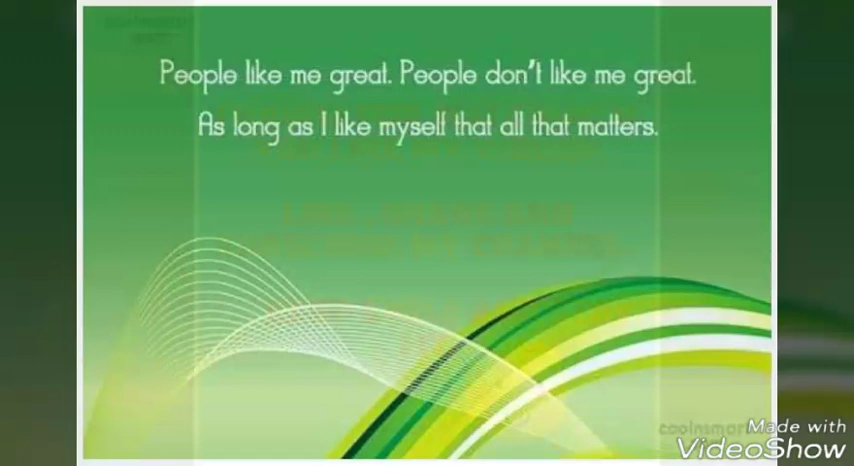 People like me great. People don't like me great.
As long as I like myself that all that matters.
Made with
VideoShow